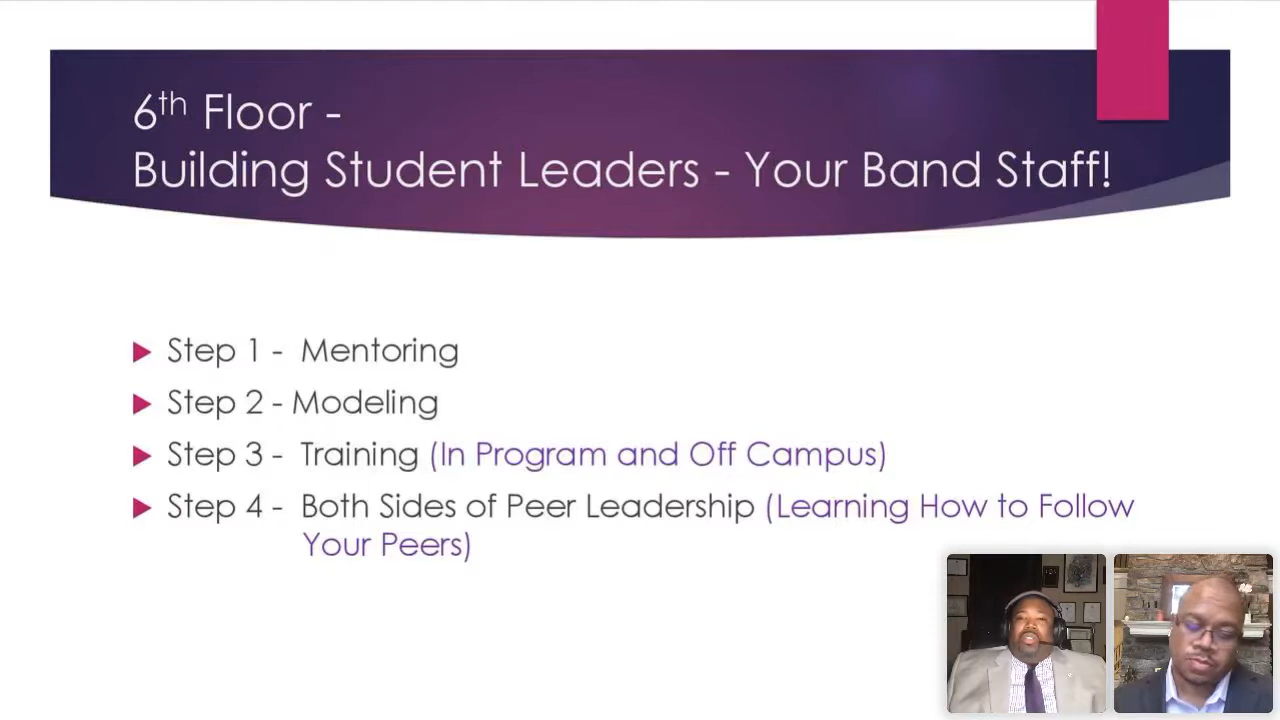 6th Floor -
Building Student Leaders - Your Band Staff!
Step 1 - Mentoring
Step 2 - Modeling
Step 3 - Training (In Program and Off Campus)
Step 4 - Both Sides of Peer Leadership (Learning How to Follow
Your Peers)